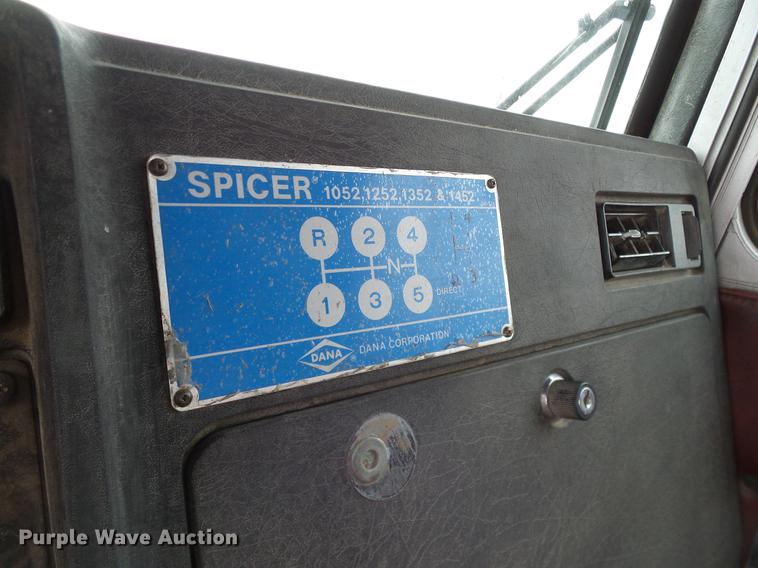 SPICER® 1052,1252,1352 & 1452
R 2 4
N
1 3 5 DIRECT
DANA DANA CORPORATION
Purple Wave Auction